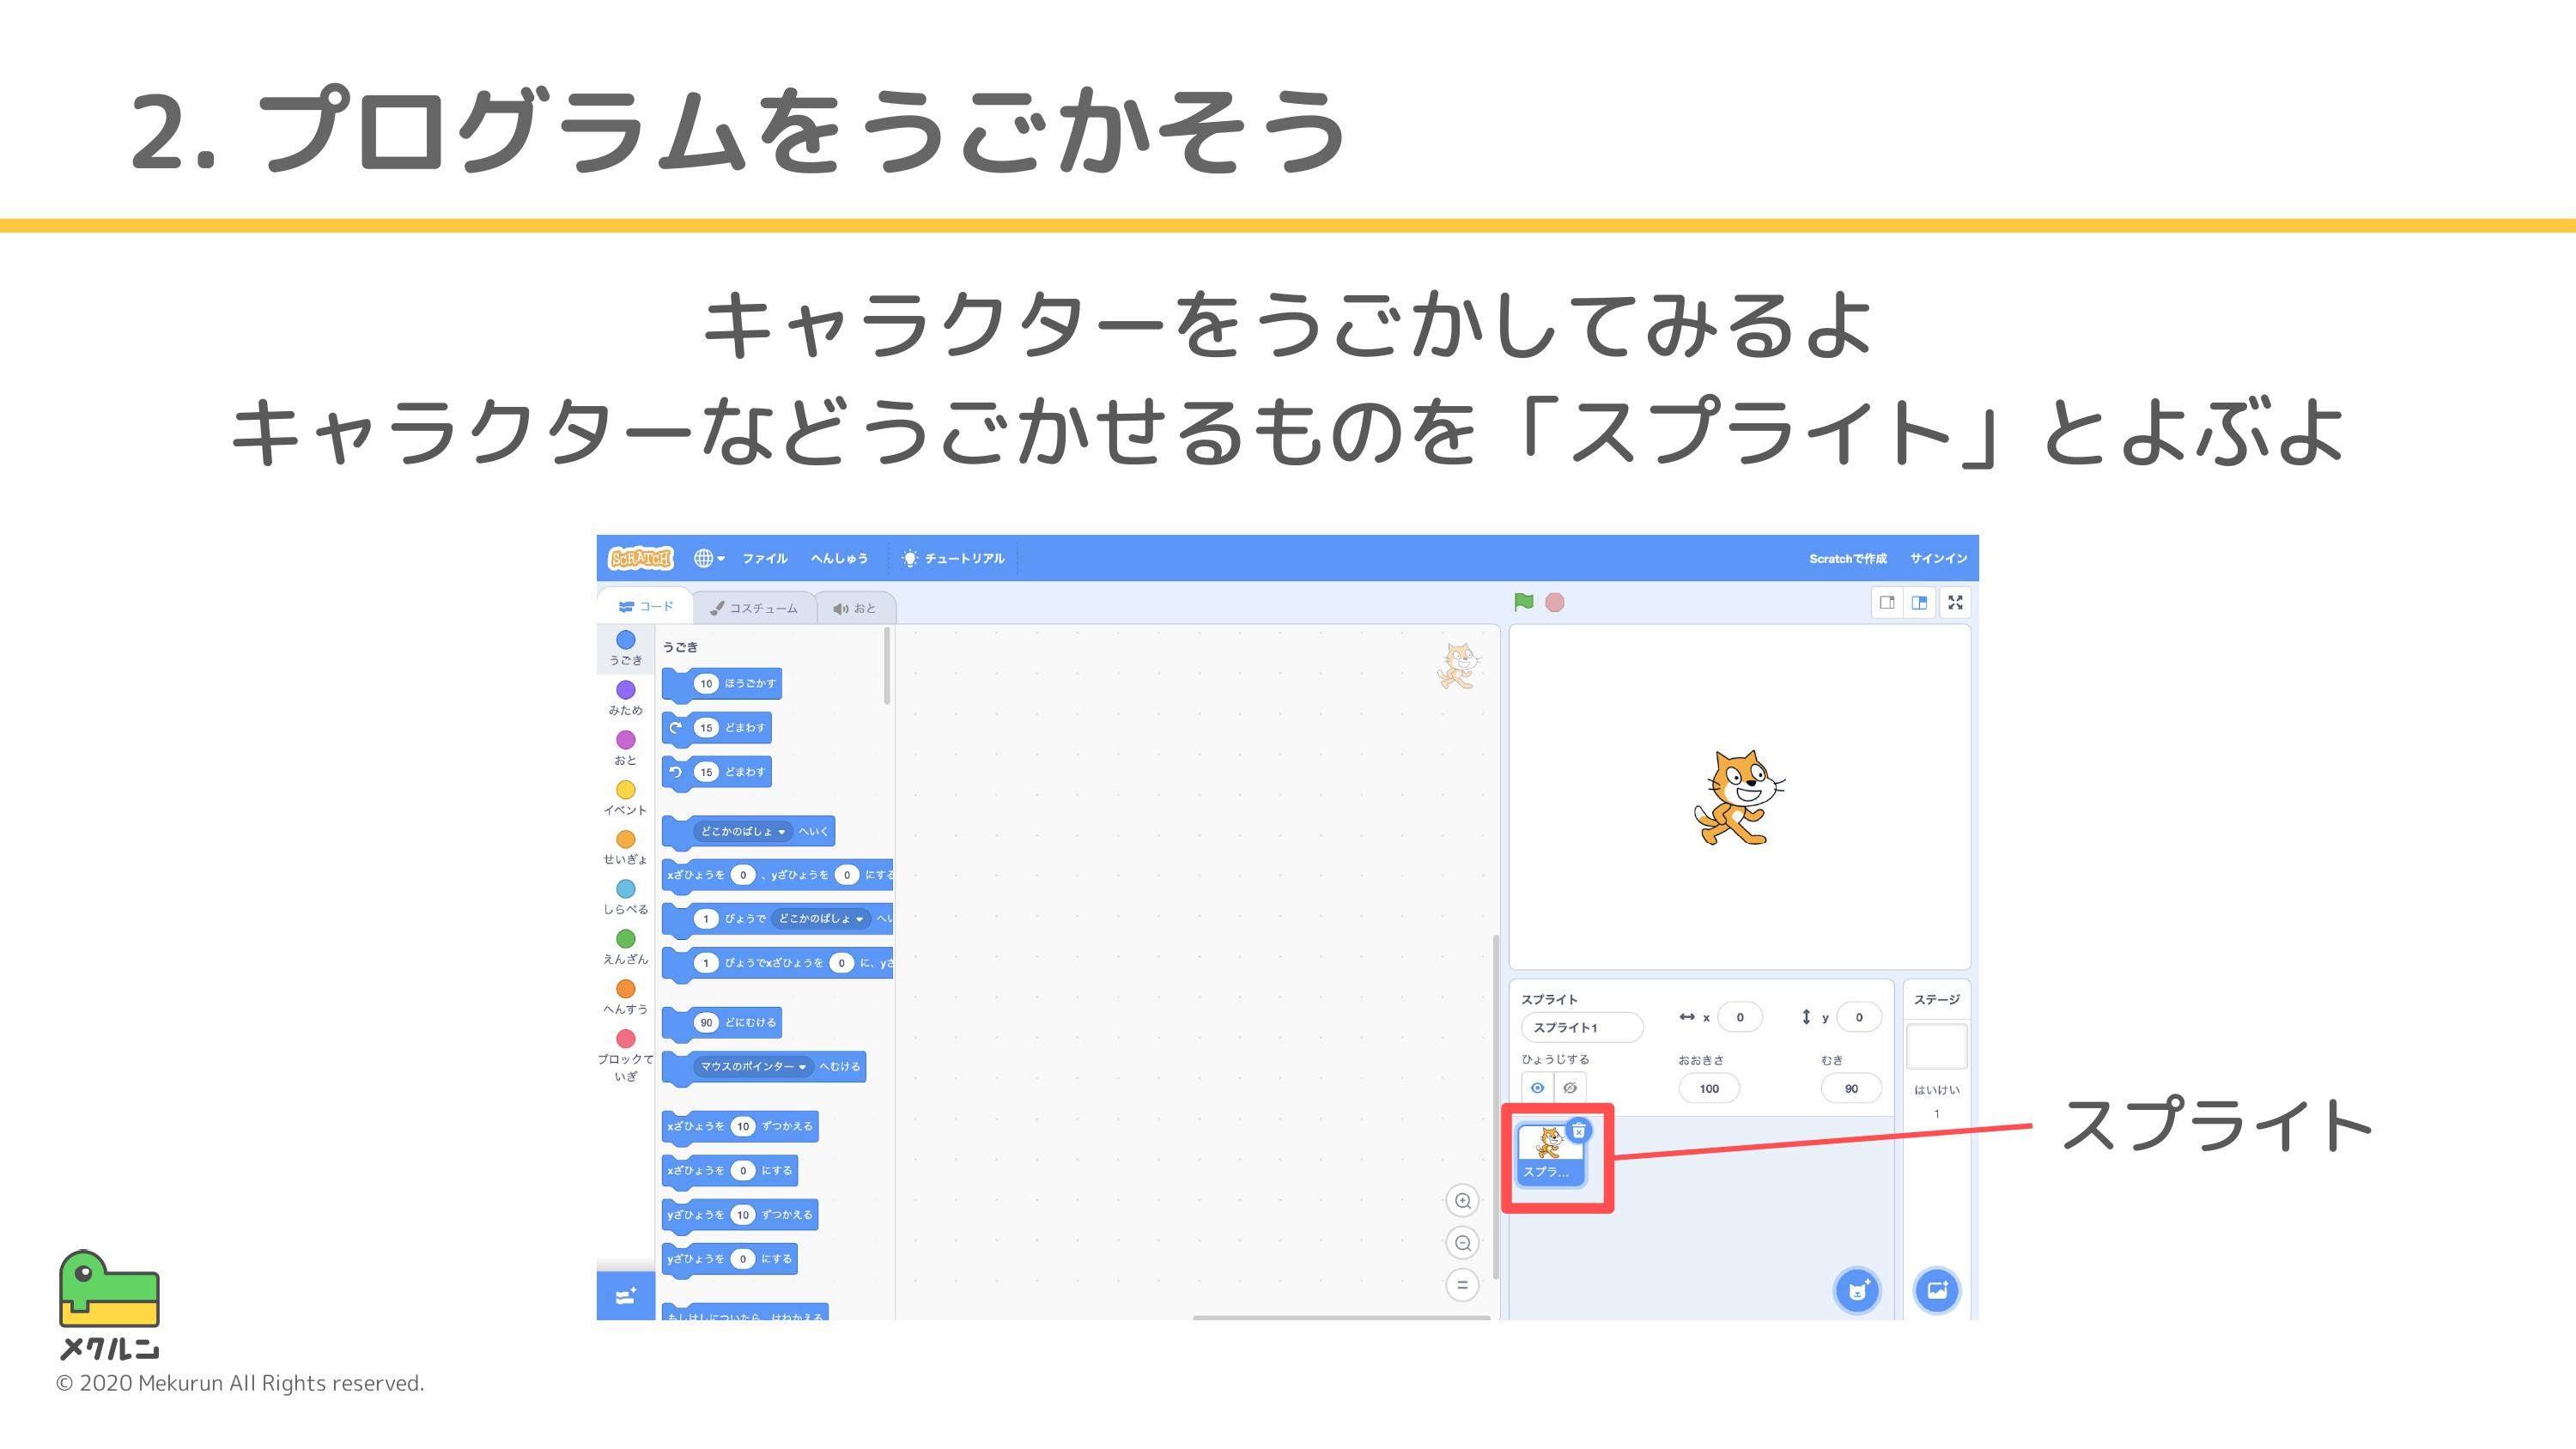 2. プログラムをうごかそう
キャラクターをうごかしてみるよ
キャラクターなどうごかせるものを「スプライト」とよぶよ
SCRATCH ファイル へんしゅう チュートリアル Scratchで作成 サインイン
コード コスチューム おと
うごき
みため
おと
イベント
せいぎょ
しらべる
えんざん
へんすう
ブロックて
いぎ
うごき
10 ほうごかす
15 どまわす
15 どまわす
どこかのばしょ へいく
xざひょうを 0 、yざひょうを 0 にする
1 びょうで どこかのばしょ へい
1 びょうでxざひょうを 0 に、yざ
90 どにむける
マウスのポインター へむける
xざひょうを 10 ずつかえる
xざひょうを 0 にする
yざひょうを 10 ずつかえる
yざひょうを 0 にする
もしはしについたら、はねかえる
スプライト
スプライト1
x 0 y 0
ひょうじする おおきさ むき
100 90
スプラ...
ステージ
はいけい
1
スプライト
メクルン
© 2020 Mekurun All Rights reserved.